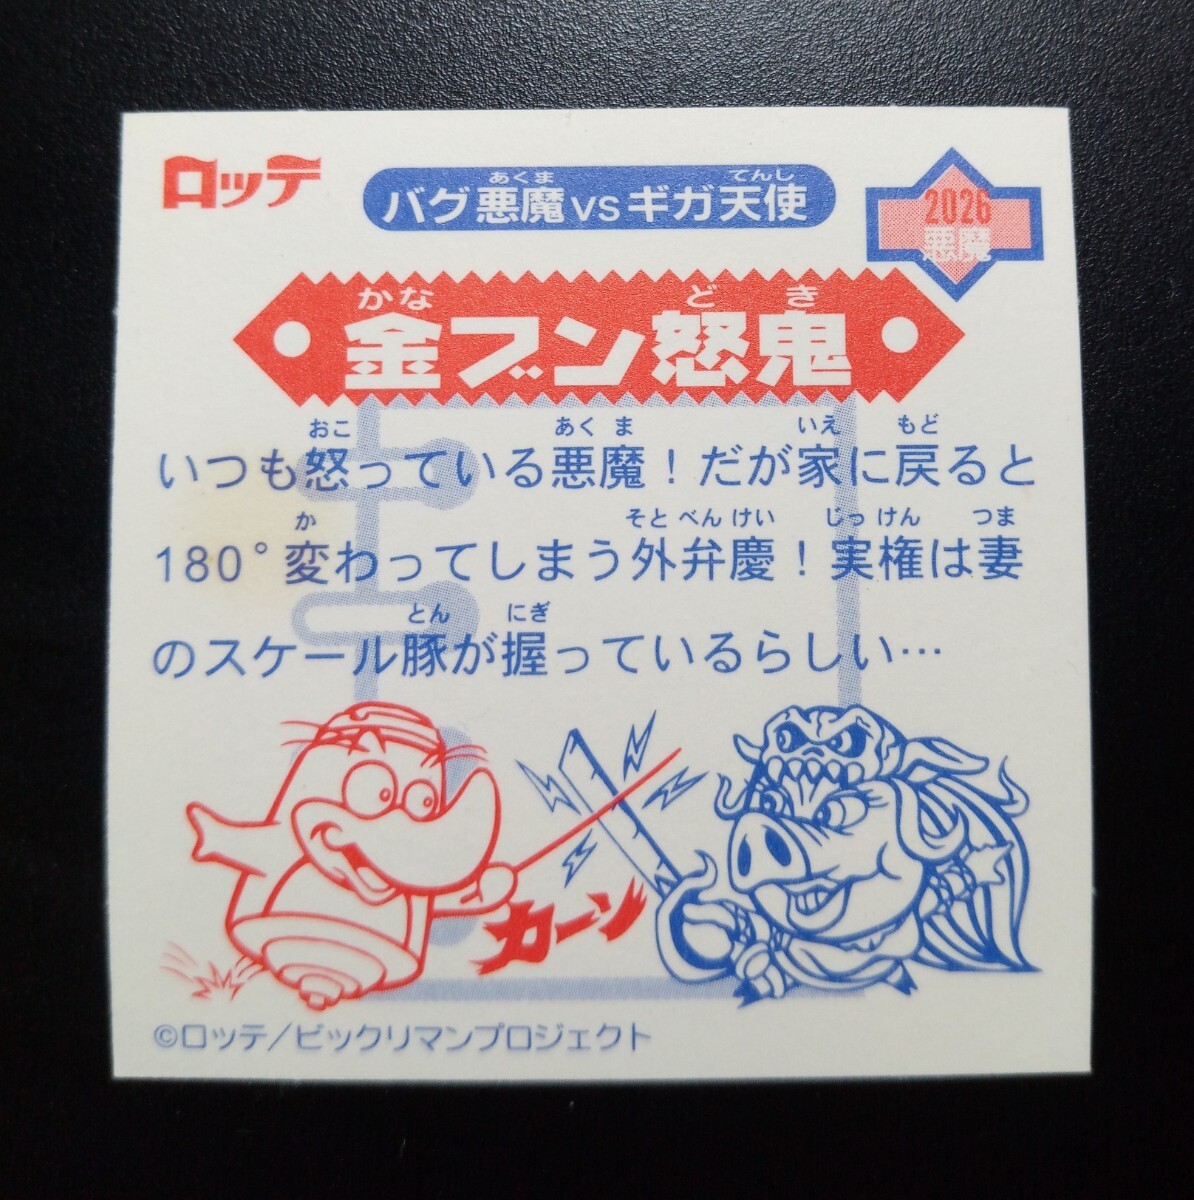 ロッテ
バグ悪魔vsギガ天使
あくま てんし
2026
悪魔
かな どき
金ブン怒鬼
おこ あくま いえ もど
いつも怒っている悪魔！だが家に戻ると
か そとべんけい じっけん つま
180°変わってしまう外弁慶！実権は妻
とん にぎ
のスケール豚が握っているらしい…
カーン
©ロッテ/ビックリマンプロジェクト